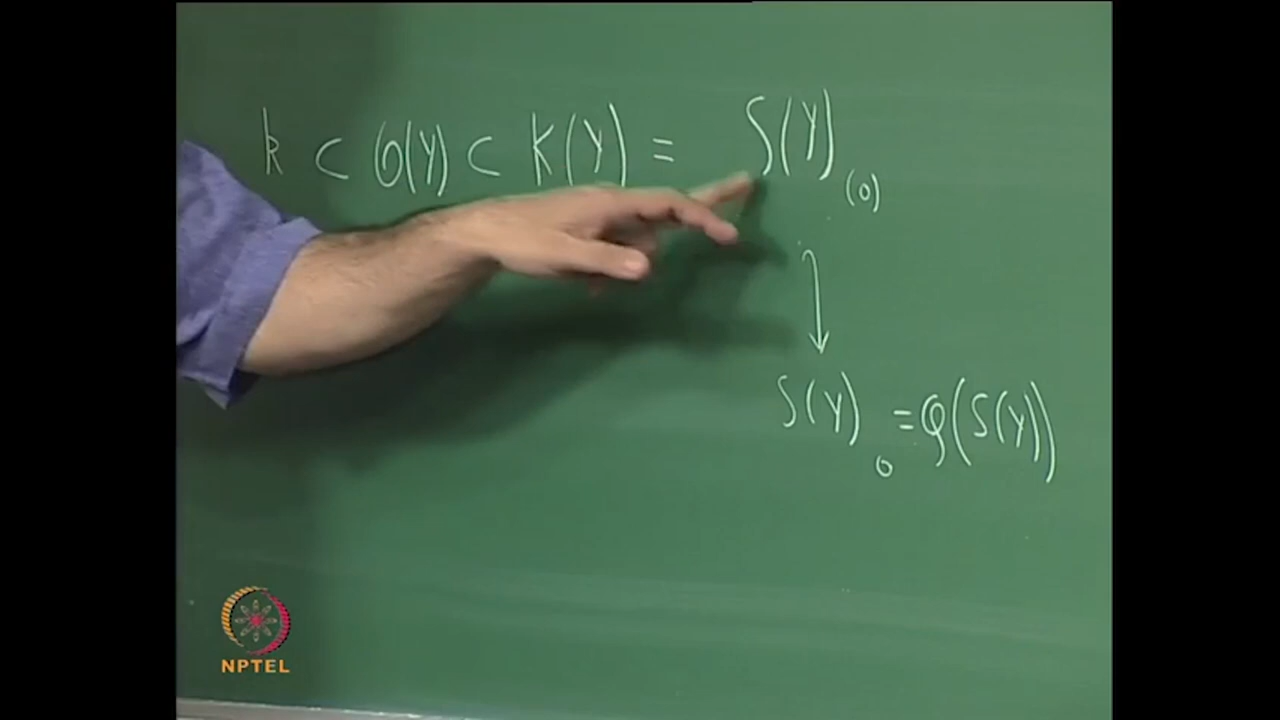 k ⊂ O(Y) ⊂ K(Y) = S(Y)₍₀₎
↓
S(Y)₀ = Q(S(Y))
NPTEL